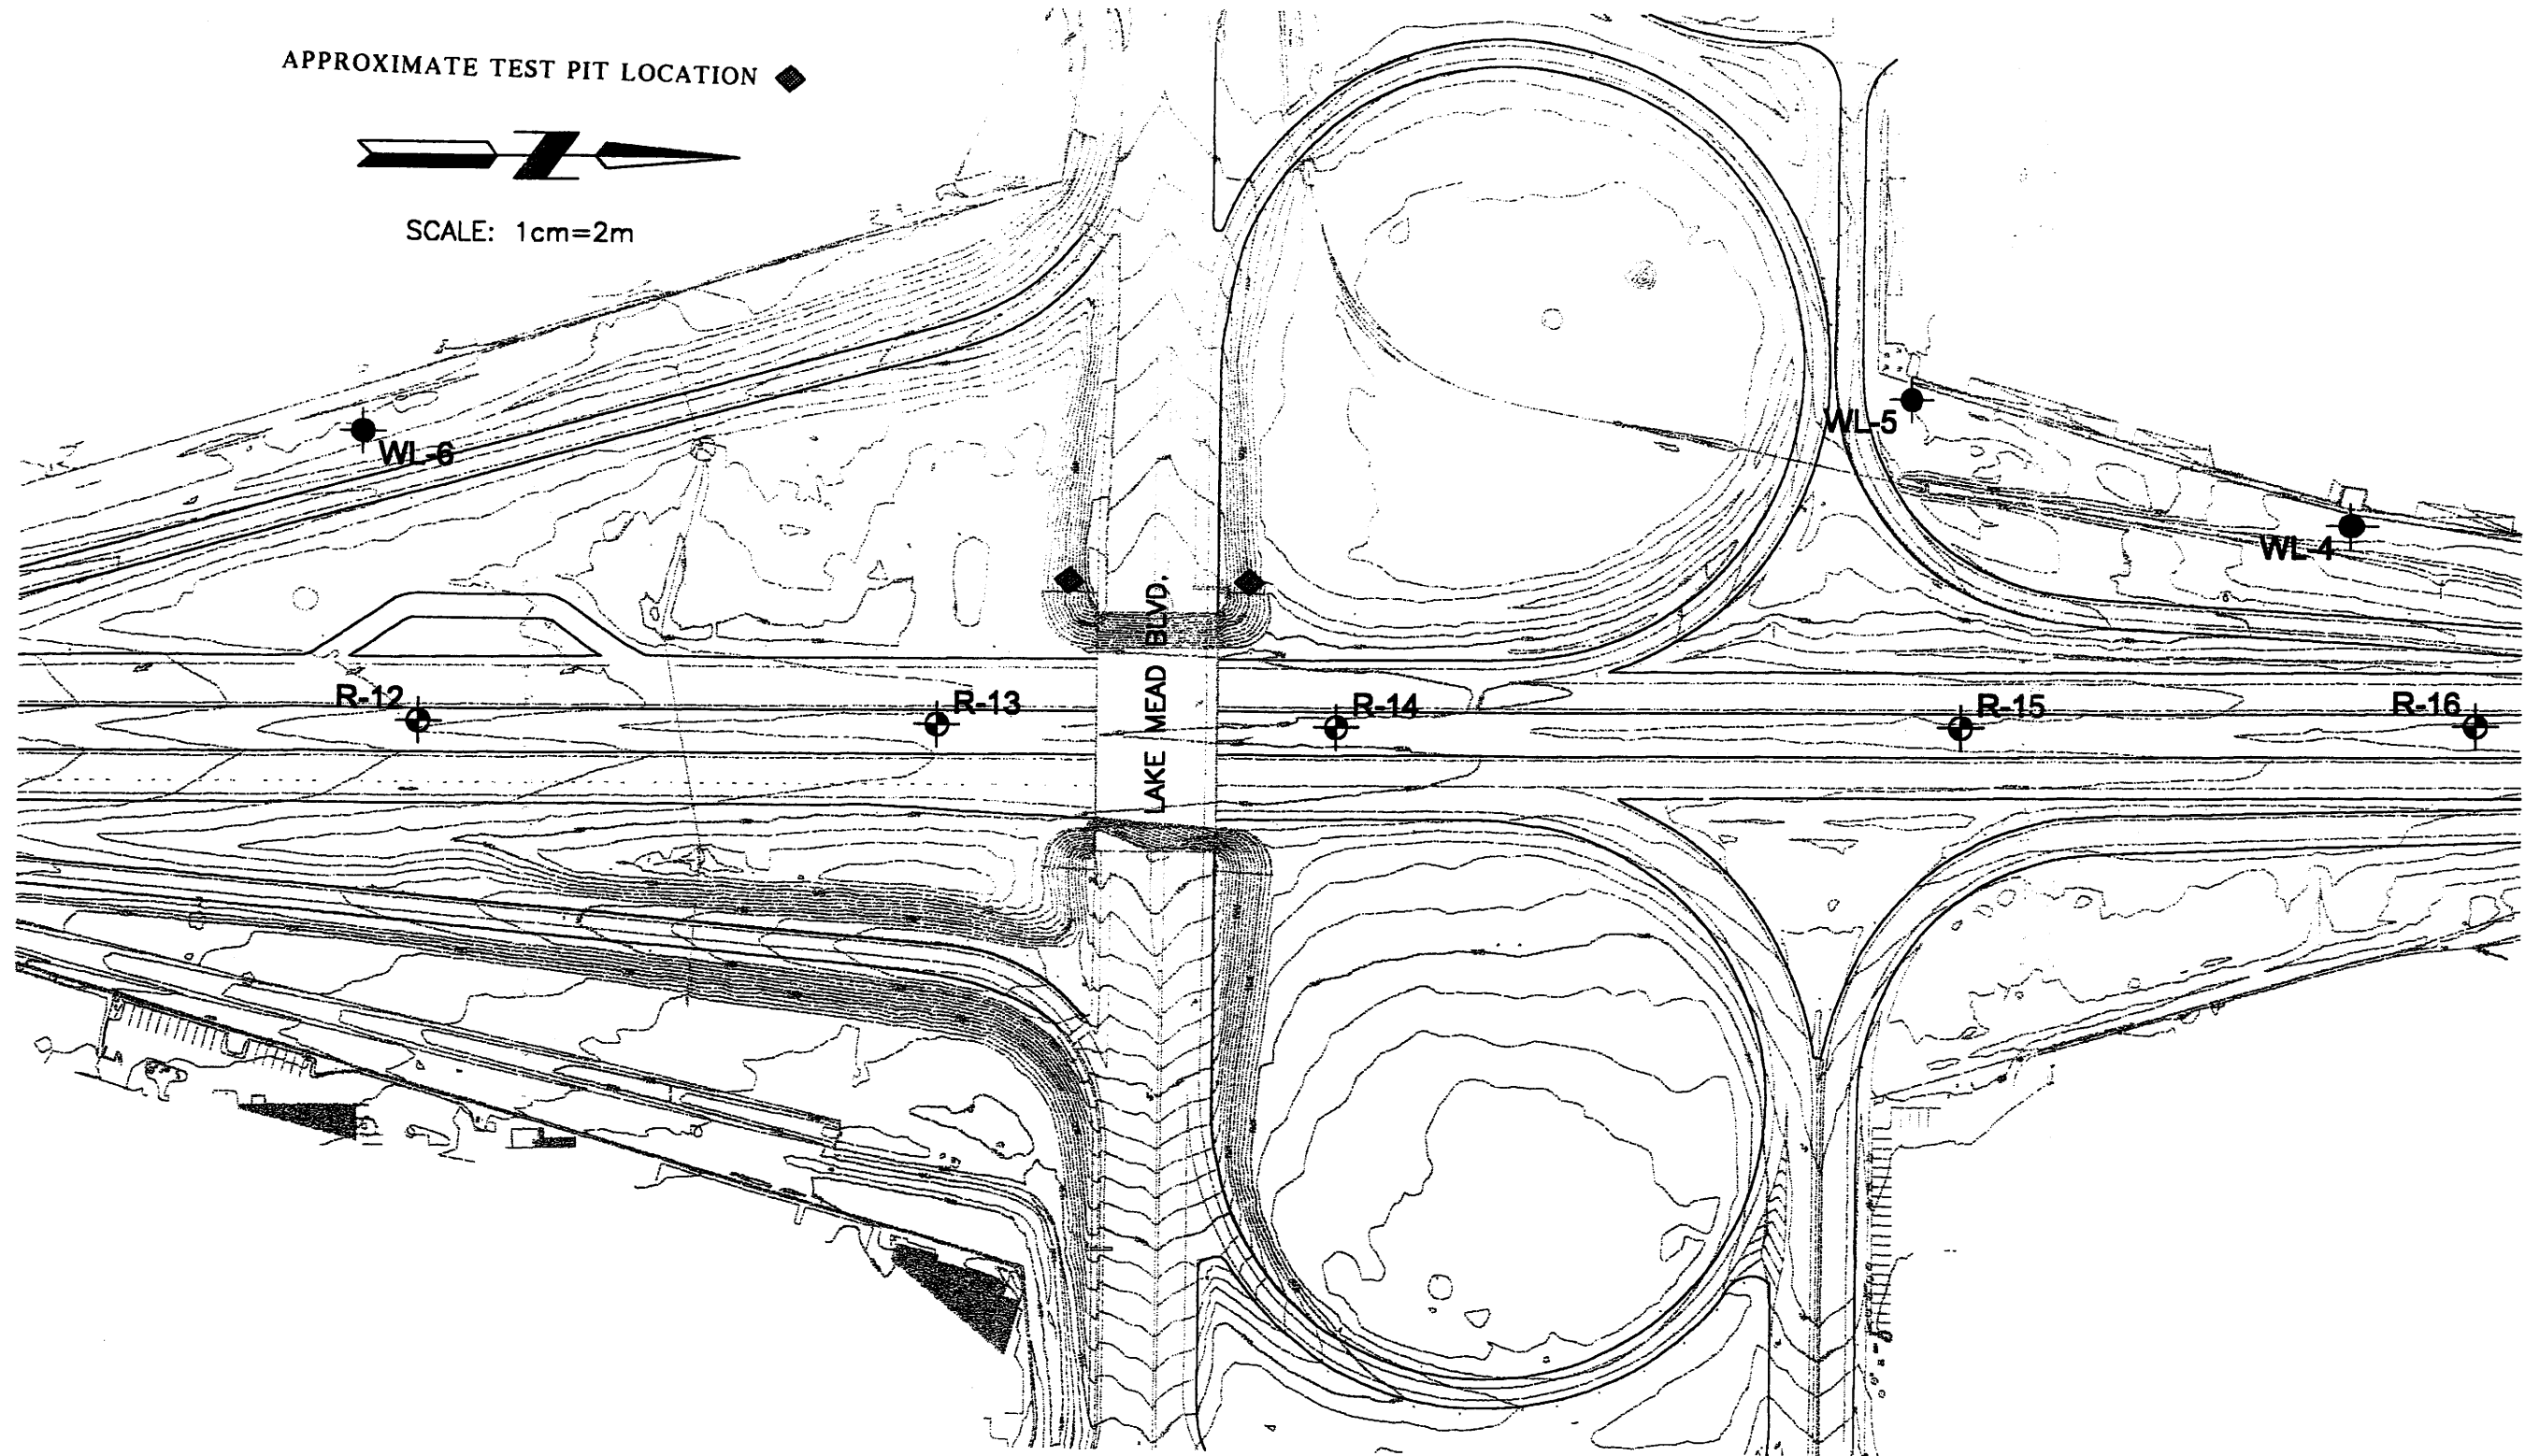 APPROXIMATE TEST PIT LOCATION
SCALE: 1cm=2m
WL-6
WL-5
WL-4
LAKE MEAD BLVD.
R-12
R-13
R-14
R-15
R-16